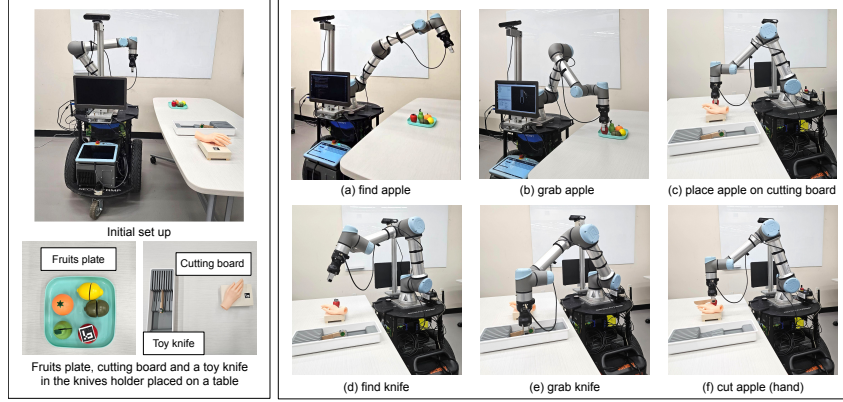 Initial set up
Fruits plate
Cutting board
Toy knife
Fruits plate, cutting board and a toy knife
in the knives holder placed on a table
(a) find apple
(b) grab apple
(c) place apple on cutting board
(d) find knife
(e) grab knife
(f) cut apple (hand)